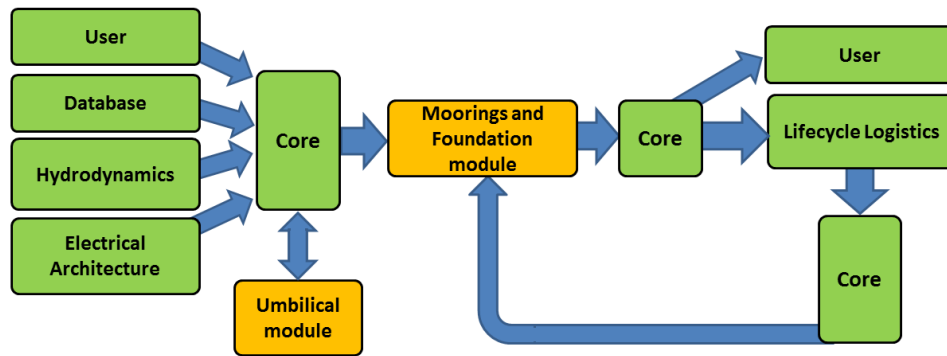 User
Database
Hydrodynamics
Electrical
Architecture
Core
Umbilical
module
Moorings and
Foundation
module
Core
User
Lifecycle Logistics
Core